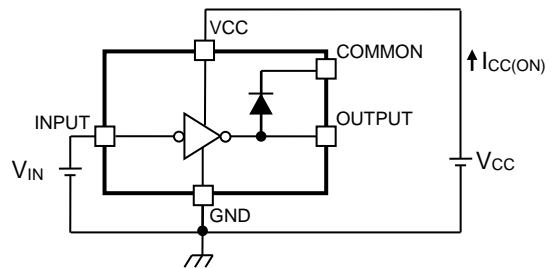 VCC
COMMON
ICC(ON)
INPUT
OUTPUT
VIN
VCC
GND